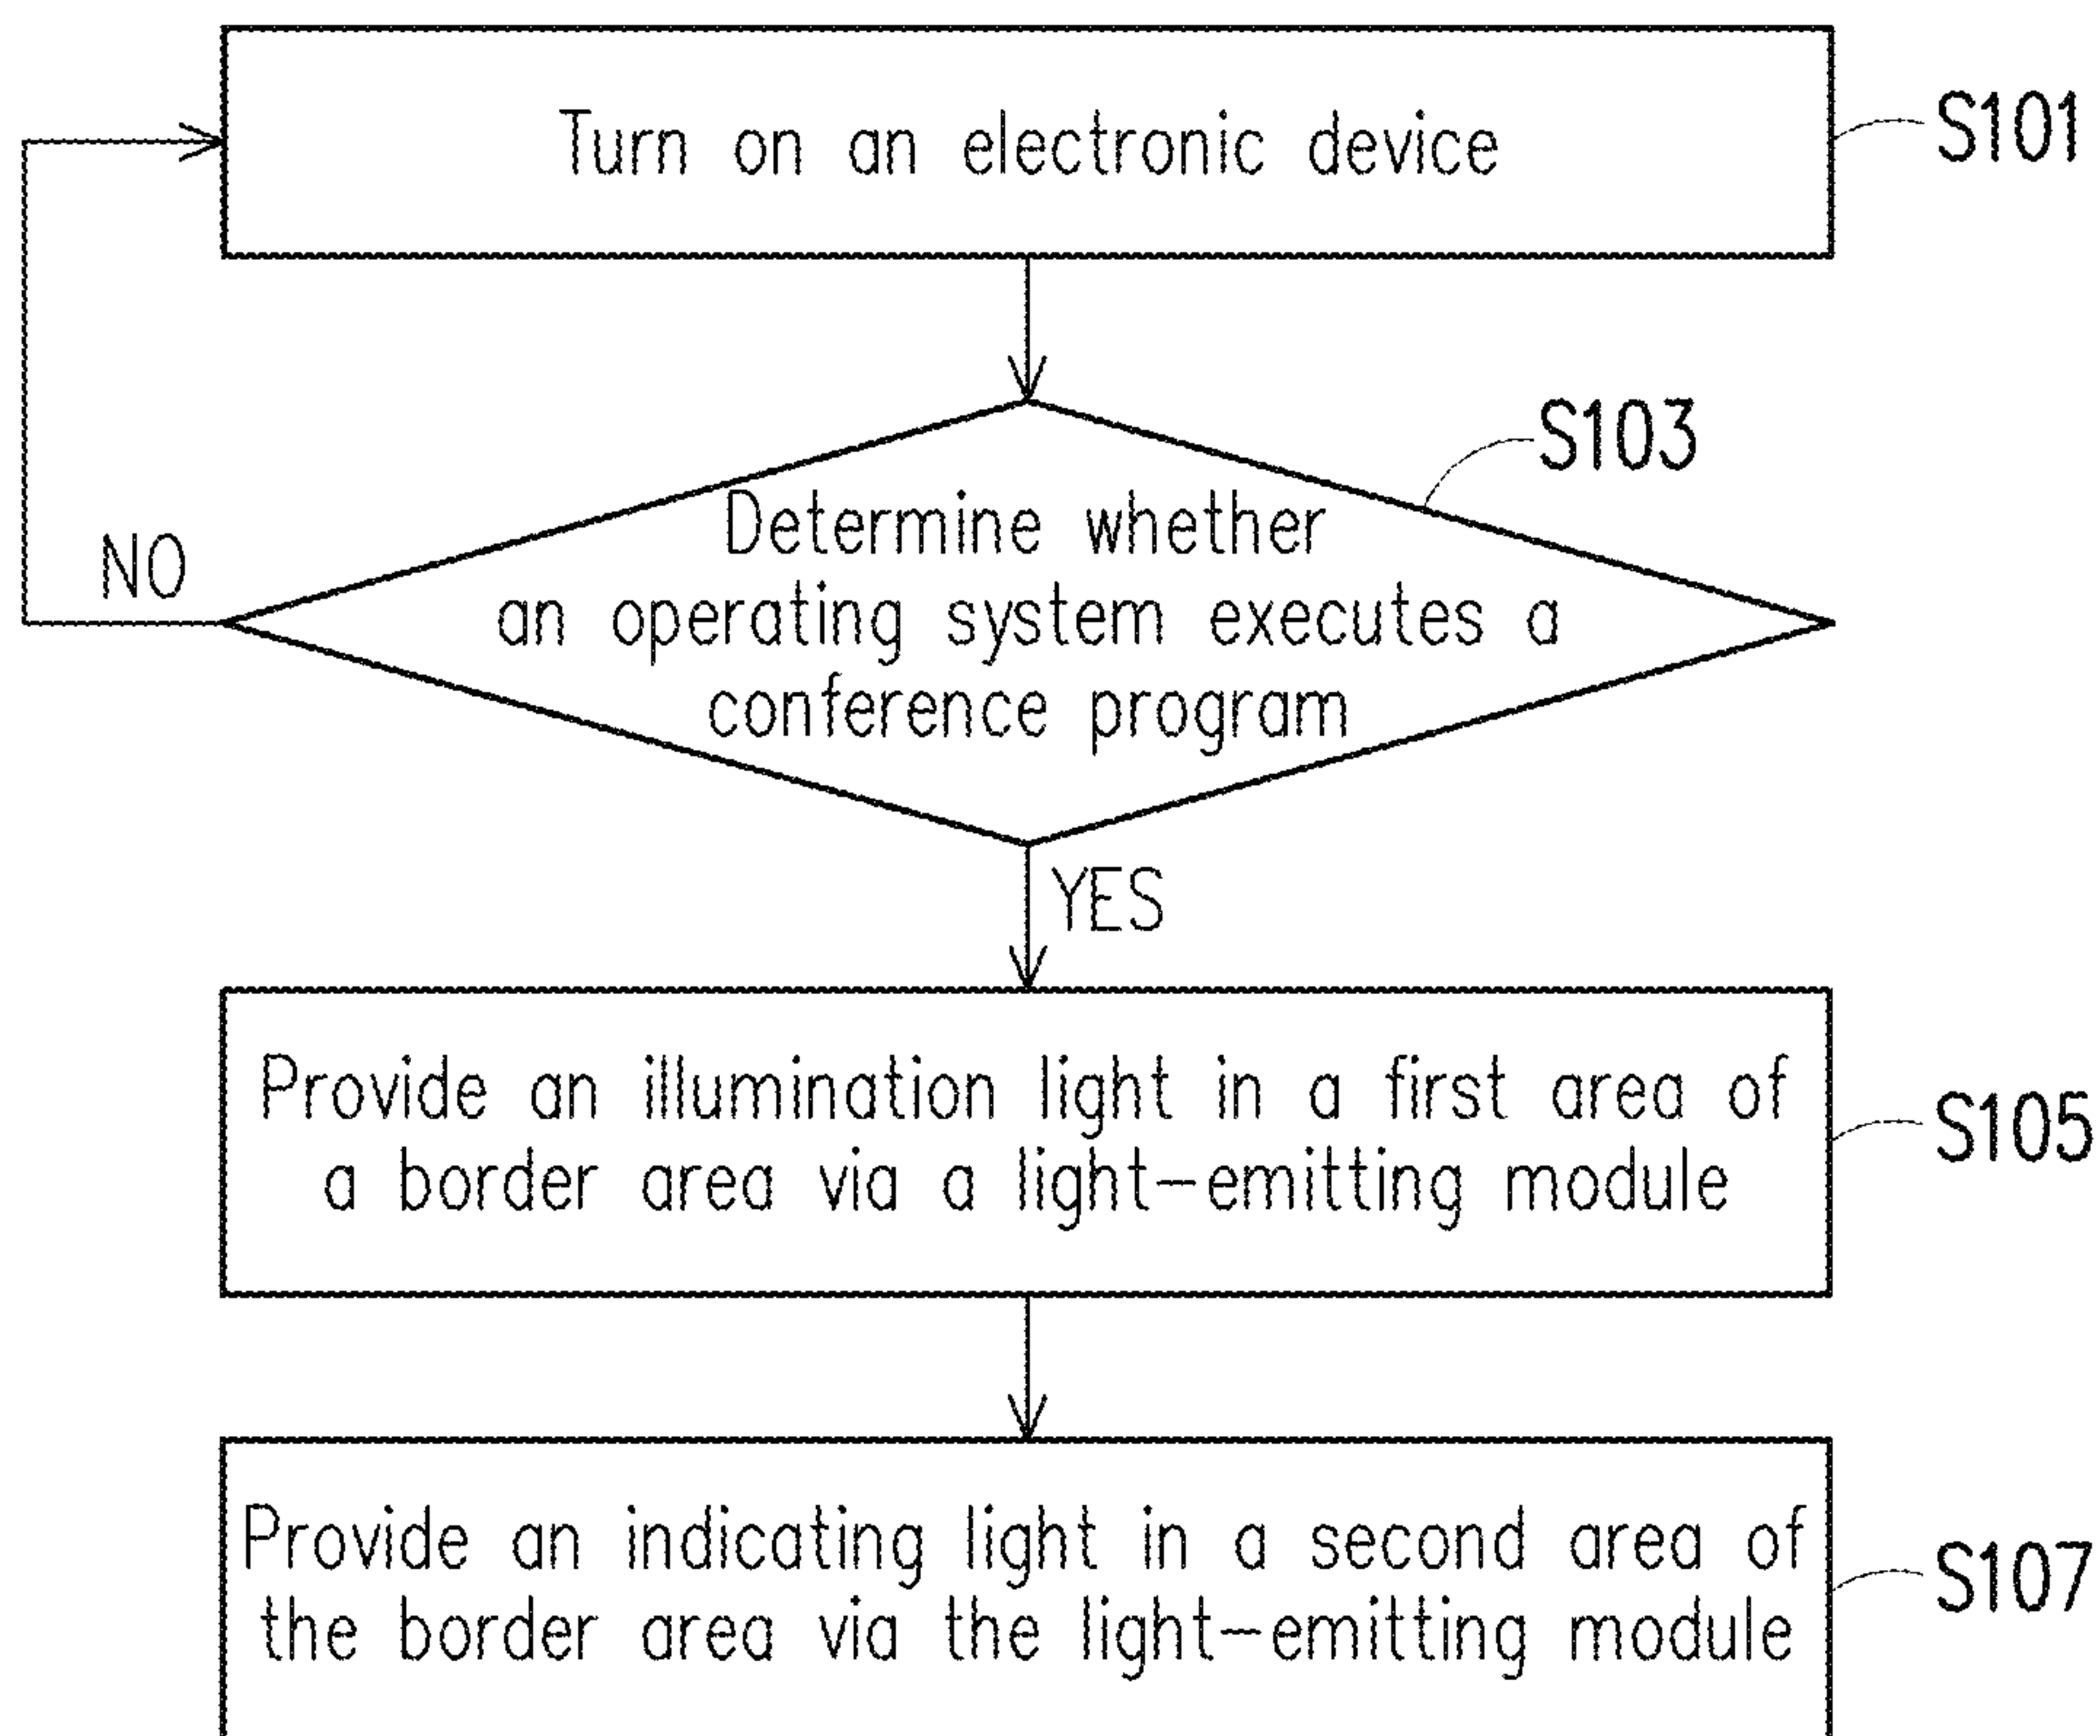 Turn on an electronic device
S101
S103
Determine whether
an operating system executes a
conference program
NO
YES
Provide an illumination light in a first area of
a border area via a light-emitting module
S105
Provide an indicating light in a second area of
the border area via the light-emitting module
S107